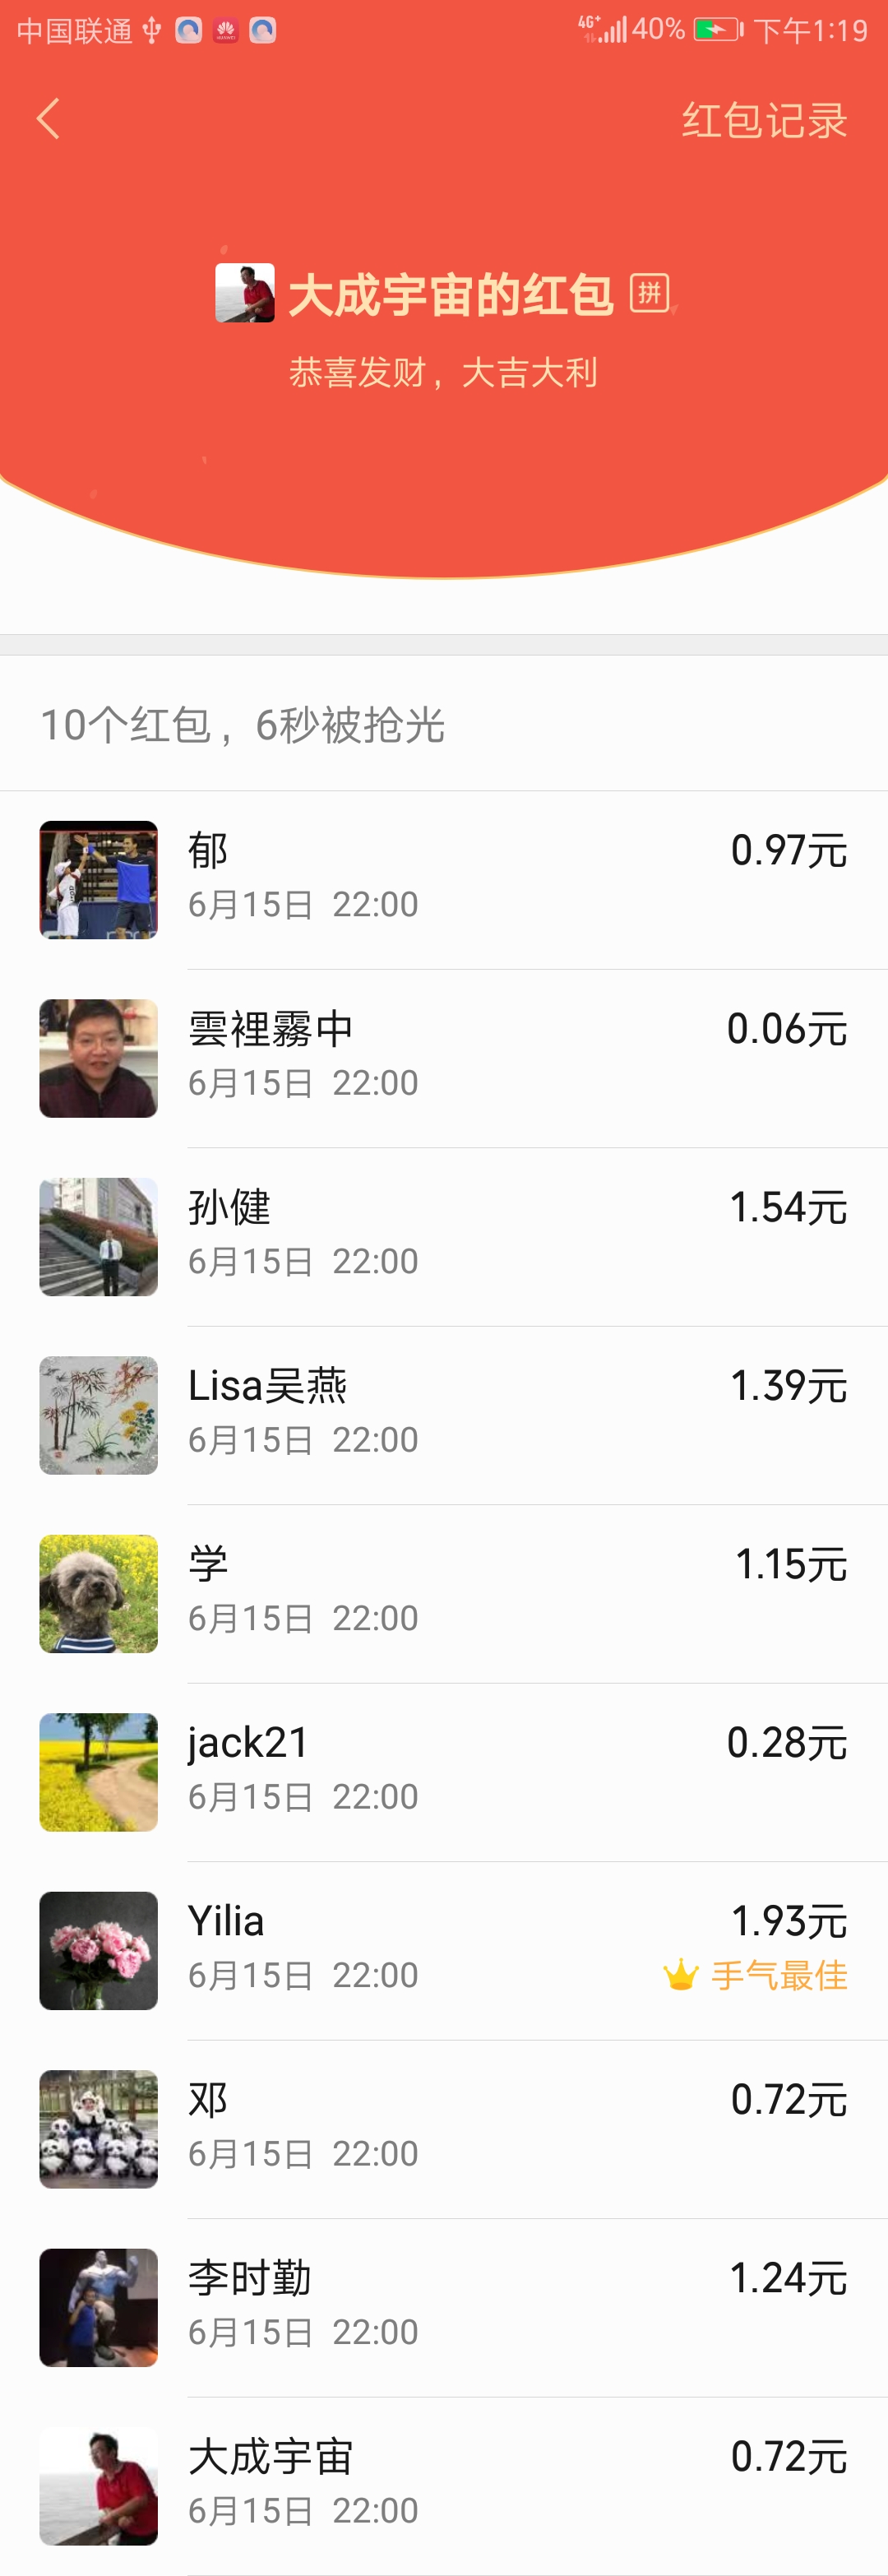 中国联通 4G+ 40% 下午1:19
红包记录
大成宇宙的红包 拼
恭喜发财，大吉大利
10个红包，6秒被抢光
郁 0.97元
6月15日 22:00
雲裡霧中 0.06元
6月15日 22:00
孙健 1.54元
6月15日 22:00
Lisa吴燕 1.39元
6月15日 22:00
学 1.15元
6月15日 22:00
jack21 0.28元
6月15日 22:00
Yilia 1.93元
6月15日 22:00 手气最佳
邓 0.72元
6月15日 22:00
李时勤 1.24元
6月15日 22:00
大成宇宙 0.72元
6月15日 22:00